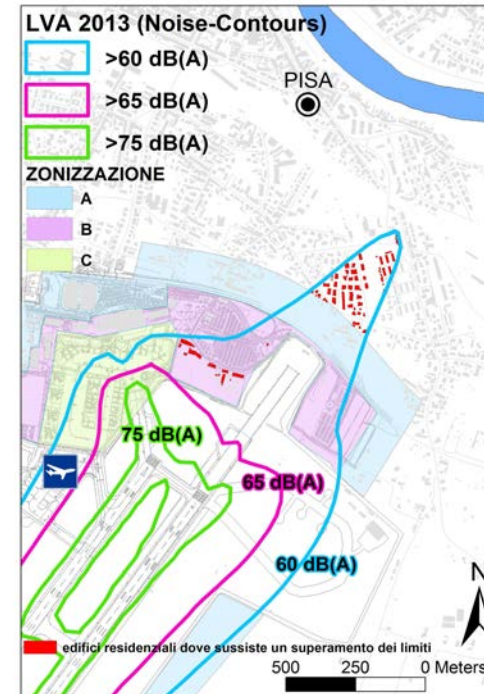 LVA 2013 (Noise-Contours)
>60 dB(A)
>65 dB(A)
>75 dB(A)
ZONIZZAZIONE
A
B
C
PISA
75 dB(A)
65 dB(A)
60 dB(A)
N
edifici residenziali dove sussiste un superamento dei limiti
500 250 0 Meters